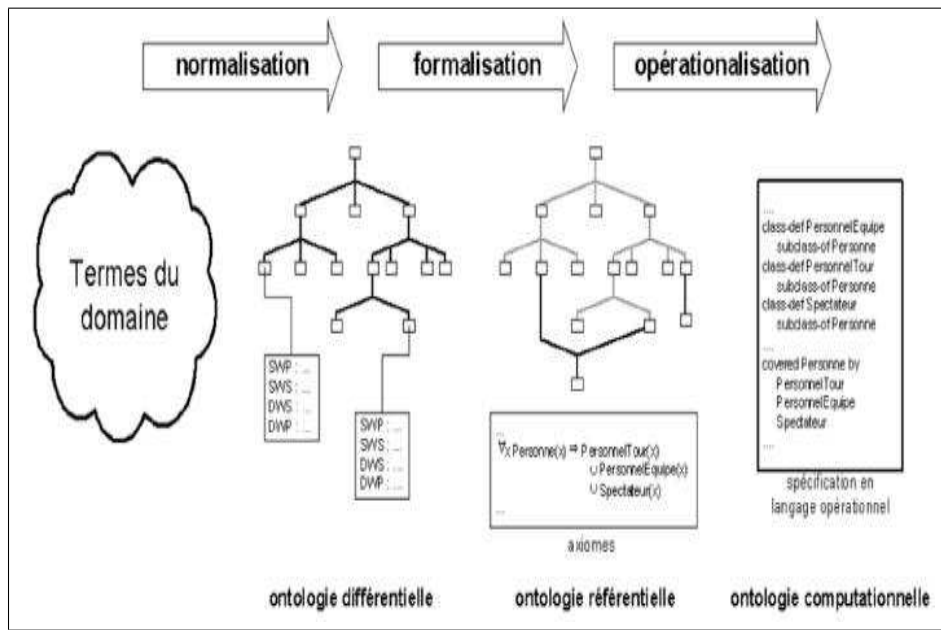 normalisation
formalisation
opérationalisation
Termes du
domaine
SWP : ...
SWS : ...
DWS : ...
DWP : ...
SWP : ...
SWS : ...
DWS : ...
DWP : ...
...
∀x Personne(x) ⇒ PersonnelTour(x)
∪ PersonnelEquipe(x)
∪ Spectateur(x)
...
axiomes
....
class-def PersonnelEquipe
subclass-of Personne
class-def PersonnelTour
subclass-of Personne
class-def Spectateur
subclass-of Personne
....
covered Personne by
PersonnelTour
PersonnelEquipe
Spectateur
....
spécification en
langage opérationnel
ontologie différentielle
ontologie référentielle
ontologie computationnelle